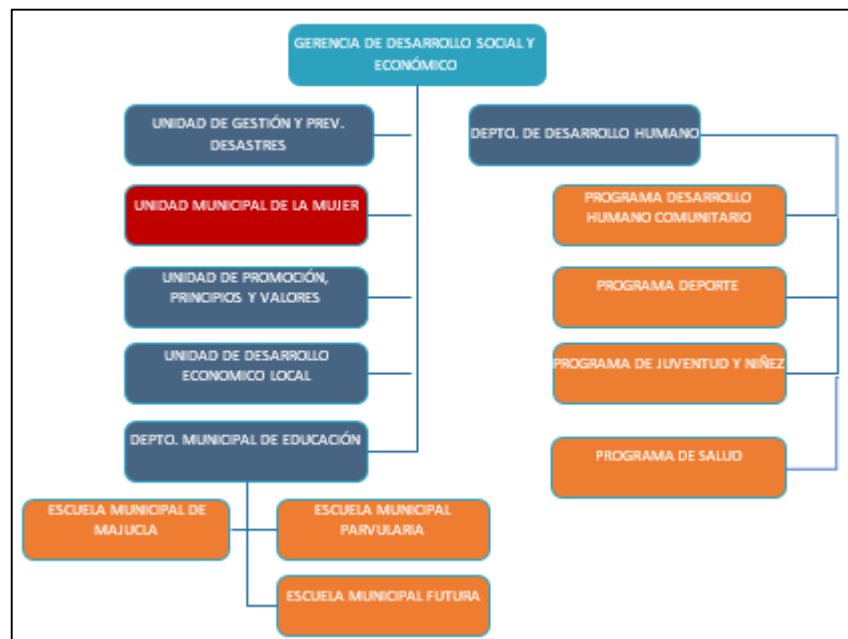 GERENCIA DE DESARROLLO SOCIAL Y
ECONÓMICO
UNIDAD DE GESTIÓN Y PREV.
DESASTRES
DEPTO. DE DESARROLLO HUMANO
UNIDAD MUNICIPAL DE LA MUJER
PROGRAMA DESARROLLO
HUMANO COMUNITARIO
UNIDAD DE PROMOCIÓN,
PRINCIPIOS Y VALORES
PROGRAMA DEPORTE
UNIDAD DE DESARROLLO
ECONOMICO LOCAL
PROGRAMA DE JUVENTUD Y NIÑEZ
DEPTO. MUNICIPAL DE EDUCACIÓN
PROGRAMA DE SALUD
ESCUELA MUNICIPAL DE
MAJUCLA
ESCUELA MUNICIPAL
PARVULARIA
ESCUELA MUNICIPAL FUTURA